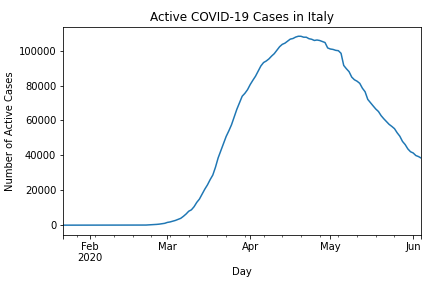 Active COVID-19 Cases in Italy
Number of Active Cases
100000
80000
60000
40000
20000
0
Feb
2020
Mar
Apr
May
Jun
Day